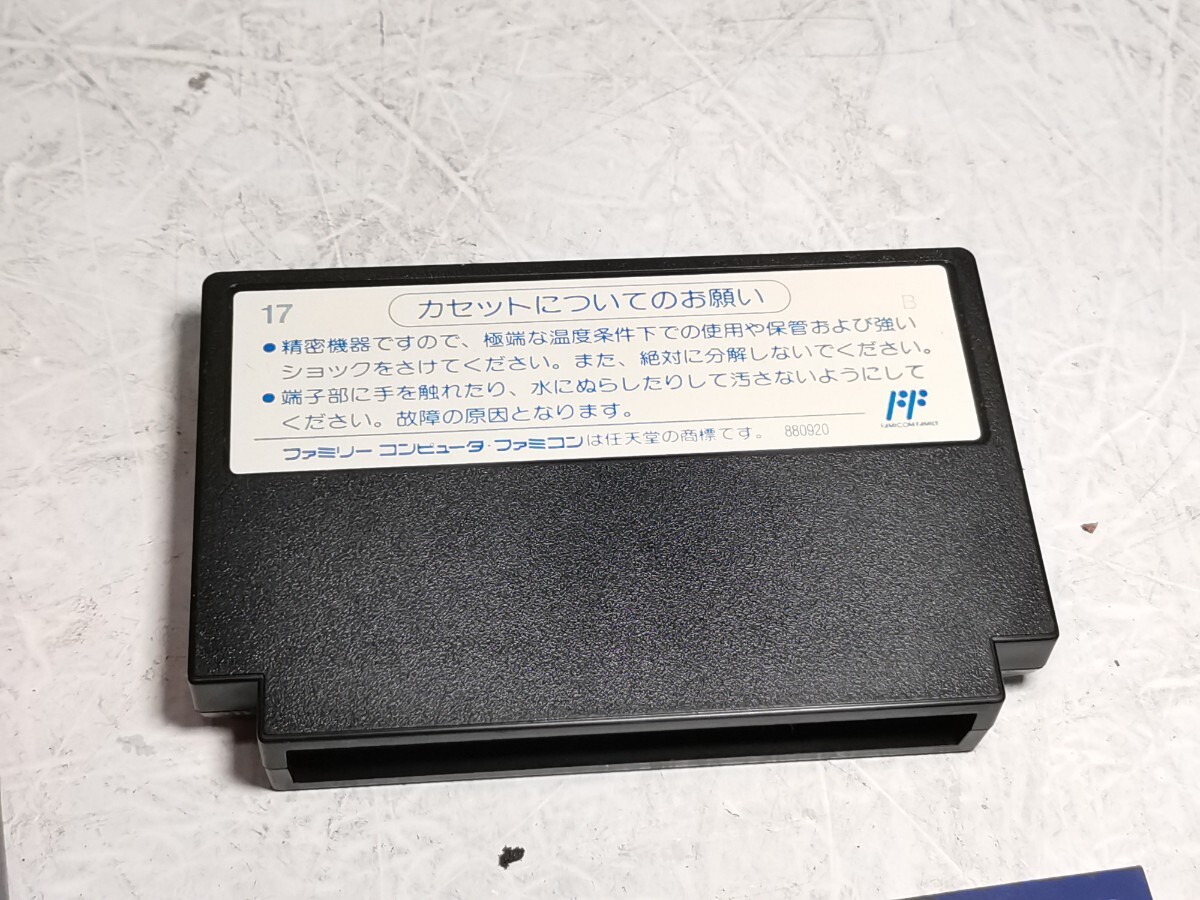 17
カセットについてのお願い
B
●精密機器ですので、極端な温度条件下での使用や保管および強い
ショックをさけてください。また、絶対に分解しないでください。
●端子部に手を触れたり、水にぬらしたりして汚さないようにして
ください。故障の原因となります。
ファミリーコンピュータ・ファミコンは任天堂の商標です。 880920
FF
FAMICOM FAMILY